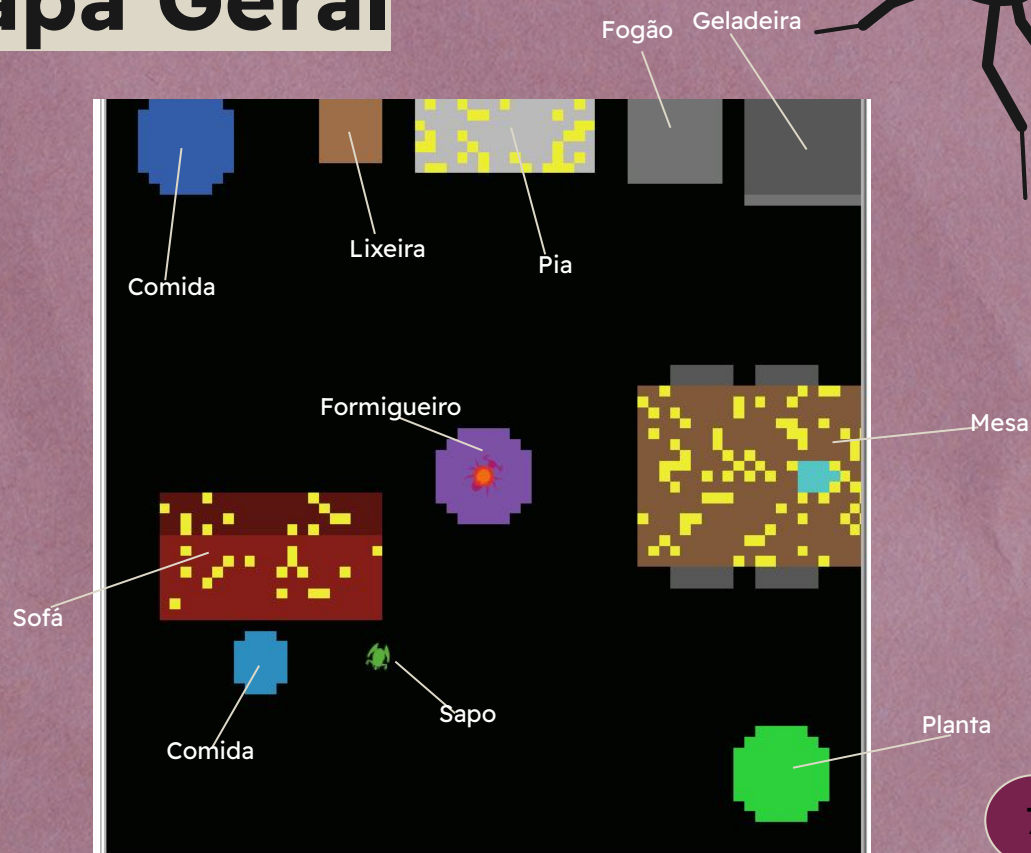 apa Geral
Fogão
Geladeira
Lixeira
Pia
Comida
Formigueiro
Mesa
Sofá
Sapo
Planta
Comida